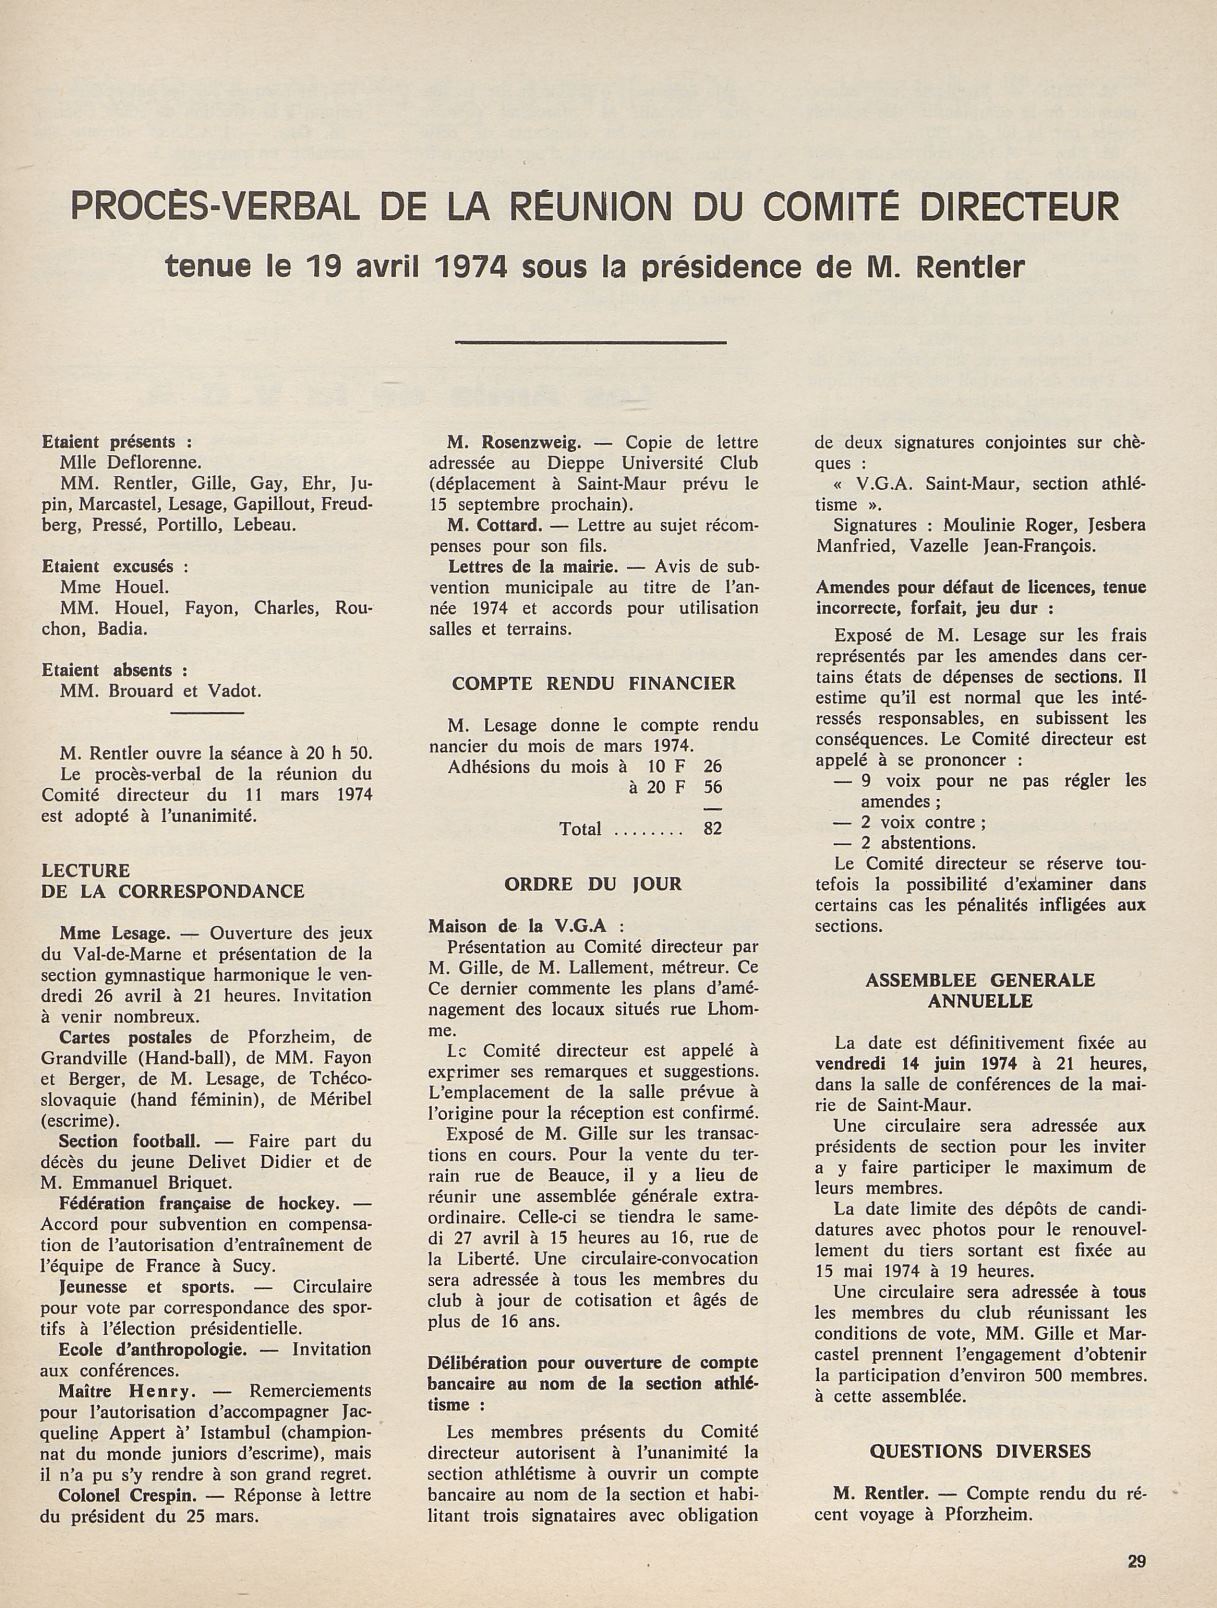 PROCÈS-VERBAL DE LA RÉUNION DU COMITÉ DIRECTEUR
tenue le 19 avril 1974 sous la présidence de M. Rentler
Etaient présents :
Mlle Deflorenne.
MM. Rentler, Gille, Gay, Ehr, Ju-
pin, Marcastel, Lesage, Gapillout, Freud-
berg, Pressé, Portillo, Lebeau.
Etaient excusés :
Mme Houel.
MM. Houel, Fayon, Charles, Rou-
chon, Badia.
Etaient absents :
MM. Brouard et Vadot.
M. Rentler ouvre la séance à 20 h 50.
Le procès-verbal de la réunion du
Comité directeur du 11 mars 1974
est adopté à l'unanimité.
LECTURE
DE LA CORRESPONDANCE
Mme Lesage. — Ouverture des jeux
du Val-de-Marne et présentation de la
section gymnastique harmonique le ven-
dredi 26 avril à 21 heures. Invitation
à venir nombreux.
Cartes postales de Pforzheim, de
Grandville (Hand-ball), de MM. Fayon
et Berger, de M. Lesage, de Tchéco-
slovaquie (hand féminin), de Méribel
(escrime).
Section football. — Faire part du
décès du jeune Delivet Didier et de
M. Emmanuel Briquet.
Fédération française de hockey. —
Accord pour subvention en compensa-
tion de l'autorisation d'entraînement de
l'équipe de France à Sucy.
Jeunesse et sports. — Circulaire
pour vote par correspondance des spor-
tifs à l'élection présidentielle.
Ecole d'anthropologie. — Invitation
aux conférences.
Maître Henry. — Remerciements
pour l'autorisation d'accompagner Jac-
queline Appert à' Istambul (champion-
nat du monde juniors d'escrime), mais
il n'a pu s'y rendre à son grand regret.
Colonel Crespin. — Réponse à lettre
du président du 25 mars.
M. Rosenzweig. — Copie de lettre
adressée au Dieppe Université Club
(déplacement à Saint-Maur prévu le
15 septembre prochain).
M. Cottard. — Lettre au sujet récom-
penses pour son fils.
Lettres de la mairie. — Avis de sub-
vention municipale au titre de l'an-
née 1974 et accords pour utilisation
salles et terrains.
COMPTE RENDU FINANCIER
M. Lesage donne le compte rendu
nancier du mois de mars 1974.
Adhésions du mois à 10 F 26
à 20 F 56
Total ........ 82
ORDRE DU JOUR
Maison de la V.G.A :
Présentation au Comité directeur par
M. Gille, de M. Lallement, métreur. Ce
Ce dernier commente les plans d'amé-
nagement des locaux situés rue Lhom-
me.
Le Comité directeur est appelé à
exprimer ses remarques et suggestions.
L'emplacement de la salle prévue à
l'origine pour la réception est confirmé.
Exposé de M. Gille sur les transac-
tions en cours. Pour la vente du ter-
rain rue de Beauce, il y a lieu de
réunir une assemblée générale extra-
ordinaire. Celle-ci se tiendra le same-
di 27 avril à 15 heures au 16, rue de
la Liberté. Une circulaire-convocation
sera adressée à tous les membres du
club à jour de cotisation et âgés de
plus de 16 ans.
Délibération pour ouverture de compte
bancaire au nom de la section athlé-
tisme :
Les membres présents du Comité
directeur autorisent à l'unanimité la
section athlétisme à ouvrir un compte
bancaire au nom de la section et habi-
litant trois signataires avec obligation
de deux signatures conjointes sur chè-
ques :
« V.G.A. Saint-Maur, section athlé-
tisme ».
Signatures : Moulinie Roger, Jesbera
Manfried, Vazelle Jean-François.
Amendes pour défaut de licences, tenue
incorrecte, forfait, jeu dur :
Exposé de M. Lesage sur les frais
représentés par les amendes dans cer-
tains états de dépenses de sections. Il
estime qu'il est normal que les inté-
ressés responsables, en subissent les
conséquences. Le Comité directeur est
appelé à se prononcer :
— 9 voix pour ne pas régler les
amendes ;
— 2 voix contre ;
— 2 abstentions.
Le Comité directeur se réserve tou-
tefois la possibilité d'examiner dans
certains cas les pénalités infligées aux
sections.
ASSEMBLEE GENERALE
ANNUELLE
La date est définitivement fixée au
vendredi 14 juin 1974 à 21 heures,
dans la salle de conférences de la mai-
rie de Saint-Maur.
Une circulaire sera adressée aux
présidents de section pour les inviter
a y faire participer le maximum de
leurs membres.
La date limite des dépôts de candi-
datures avec photos pour le renouvel-
lement du tiers sortant est fixée au
15 mai 1974 à 19 heures.
Une circulaire sera adressée à tous
les membres du club réunissant les
conditions de vote, MM. Gille et Mar-
castel prennent l'engagement d'obtenir
la participation d'environ 500 membres.
à cette assemblée.
QUESTIONS DIVERSES
M. Rentler. — Compte rendu du ré-
cent voyage à Pforzheim.
29